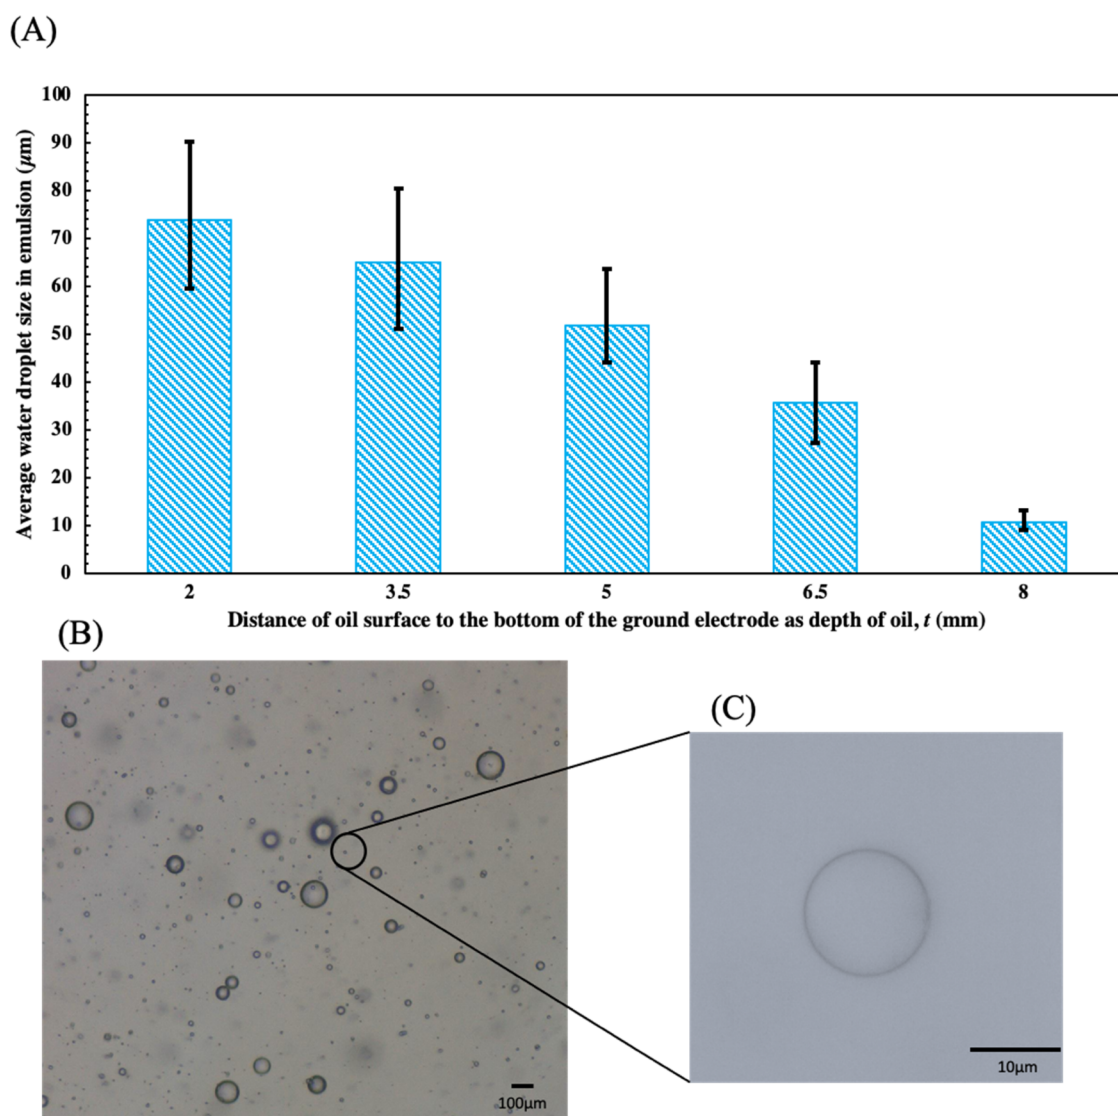 (A)
100
90
80
70
60
50
40
30
20
10
0
Average water droplet size in emulsion (µm)
2 3.5 5 6.5 8
Distance of oil surface to the bottom of the ground electrode as depth of oil, t (mm)
(B)
(C)
100µm
10µm